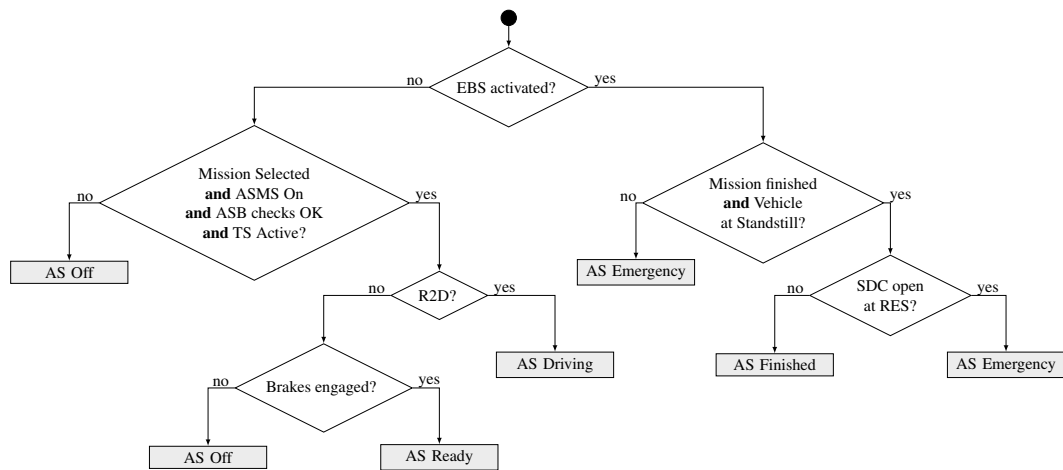 EBS activated?
no
yes
Mission Selected
and ASMS On
and ASB checks OK
and TS Active?
no
yes
Mission finished
and Vehicle
at Standstill?
no
yes
AS Off
AS Emergency
R2D?
no
yes
SDC open
at RES?
no
yes
Brakes engaged?
no
yes
AS Driving
AS Finished
AS Emergency
AS Off
AS Ready